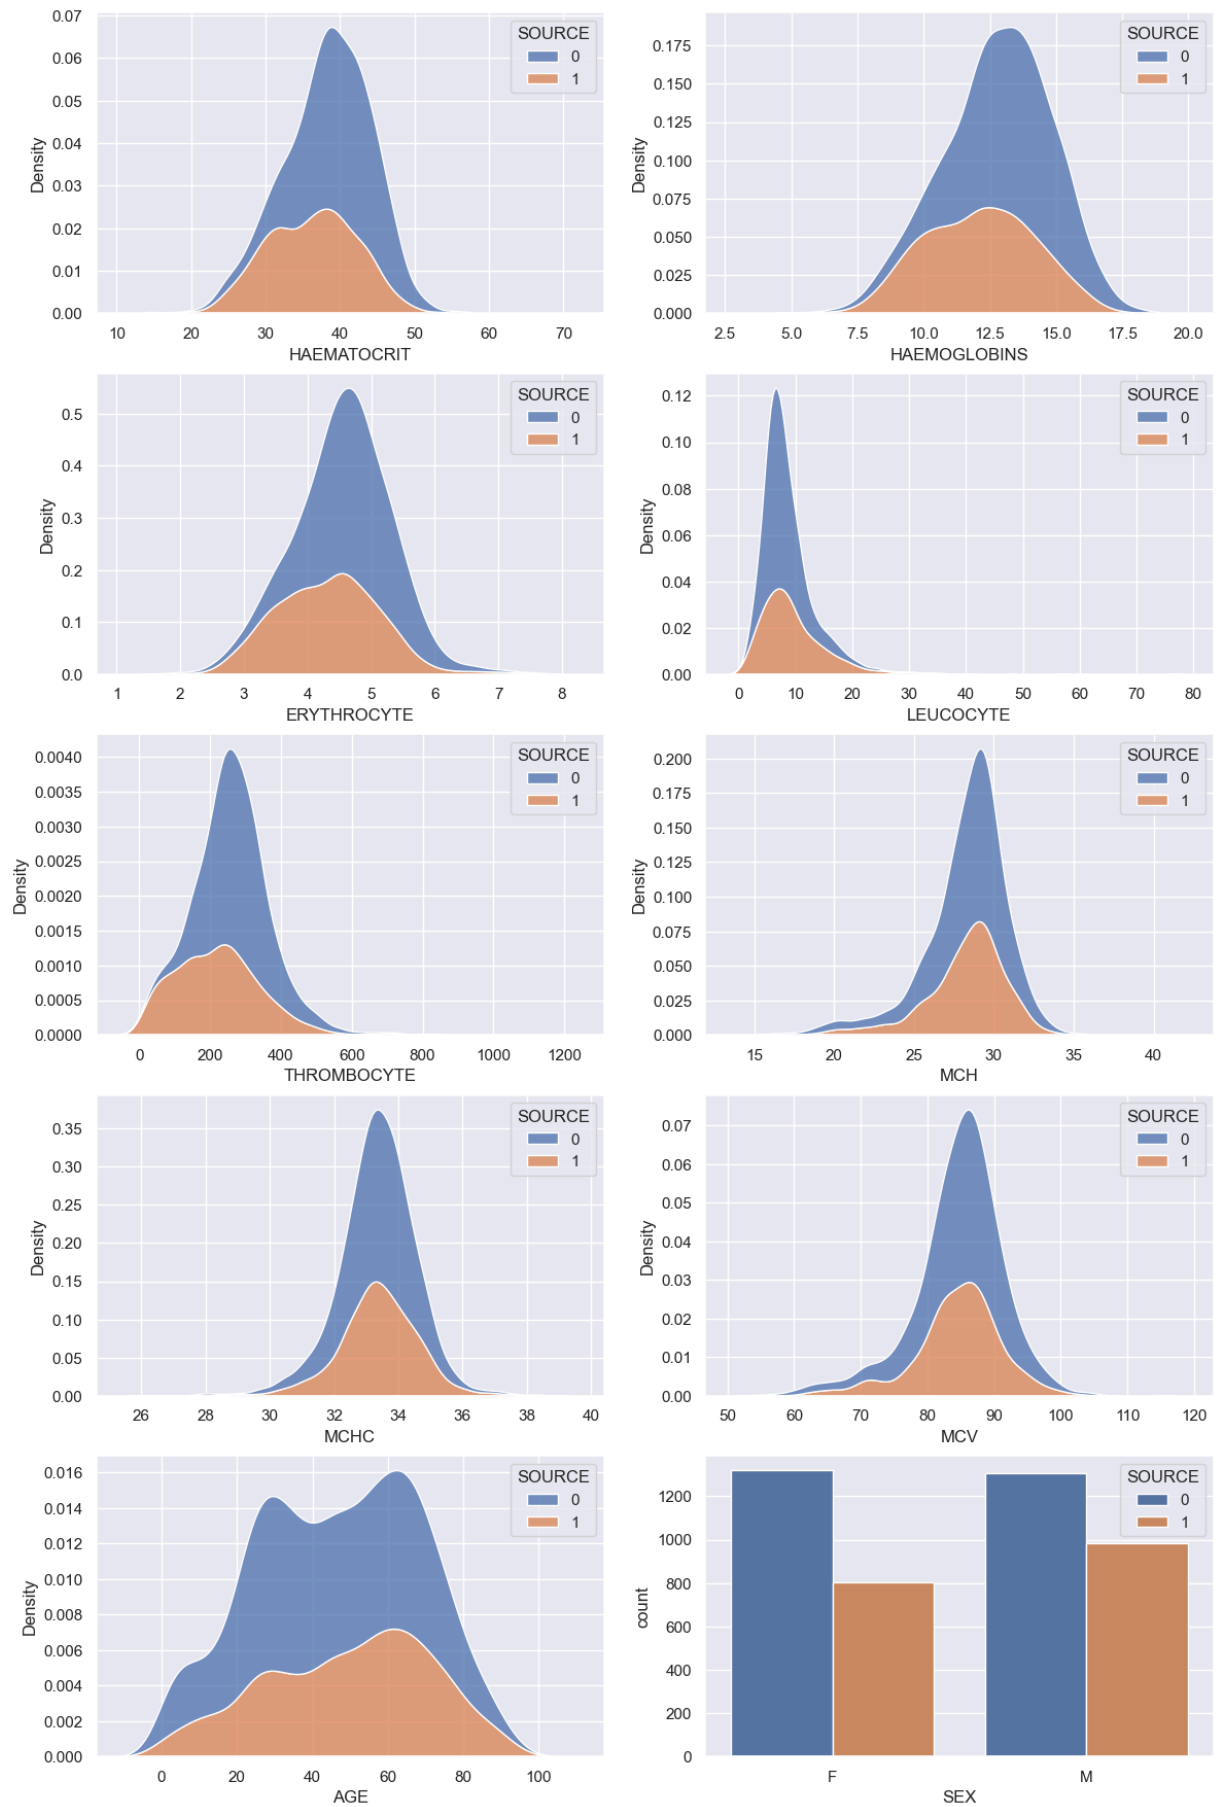 SOURCE
0
1
0.07
0.06
0.05
0.04
0.03
0.02
0.01
0.00
Density
10 20 30 40 50 60 70
HAEMATOCRIT
SOURCE
0
1
0.175
0.150
0.125
0.100
0.075
0.050
0.025
0.000
Density
2.5 5.0 7.5 10.0 12.5 15.0 17.5 20.0
HAEMOGLOBINS
SOURCE
0
1
0.5
0.4
0.3
0.2
0.1
0.0
Density
1 2 3 4 5 6 7 8
ERYTHROCYTE
SOURCE
0
1
0.12
0.10
0.08
0.06
0.04
0.02
0.00
Density
0 10 20 30 40 50 60 70 80
LEUCOCYTE
SOURCE
0
1
0.0040
0.0035
0.0030
0.0025
0.0020
0.0015
0.0010
0.0005
0.0000
Density
0 200 400 600 800 1000 1200
THROMBOCYTE
SOURCE
0
1
0.200
0.175
0.150
0.125
0.100
0.075
0.050
0.025
0.000
Density
15 20 25 30 35 40
MCH
SOURCE
0
1
0.35
0.30
0.25
0.20
0.15
0.10
0.05
0.00
Density
26 28 30 32 34 36 38 40
MCHC
SOURCE
0
1
0.07
0.06
0.05
0.04
0.03
0.02
0.01
0.00
Density
50 60 70 80 90 100 110 120
MCV
SOURCE
0
1
0.016
0.014
0.012
0.010
0.008
0.006
0.004
0.002
0.000
Density
0 20 40 60 80 100
AGE
SOURCE
0
1
1200
1000
800
600
400
200
0
count
F M
SEX